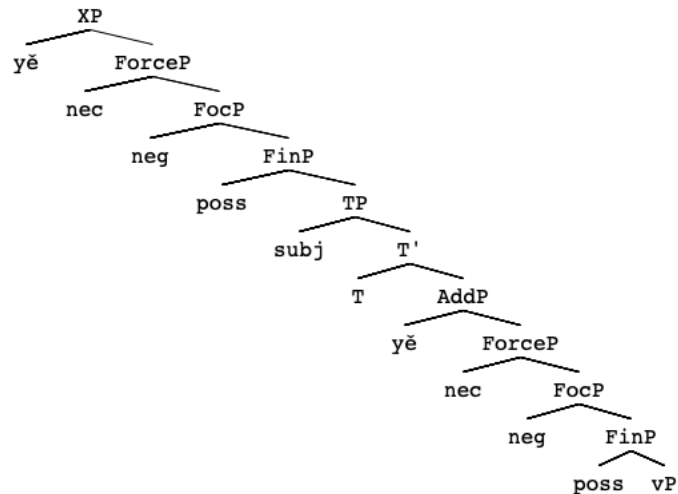 XP
yě ForceP
nec FocP
neg FinP
poss TP
subj T'
T AddP
yě ForceP
nec FocP
neg FinP
poss vP